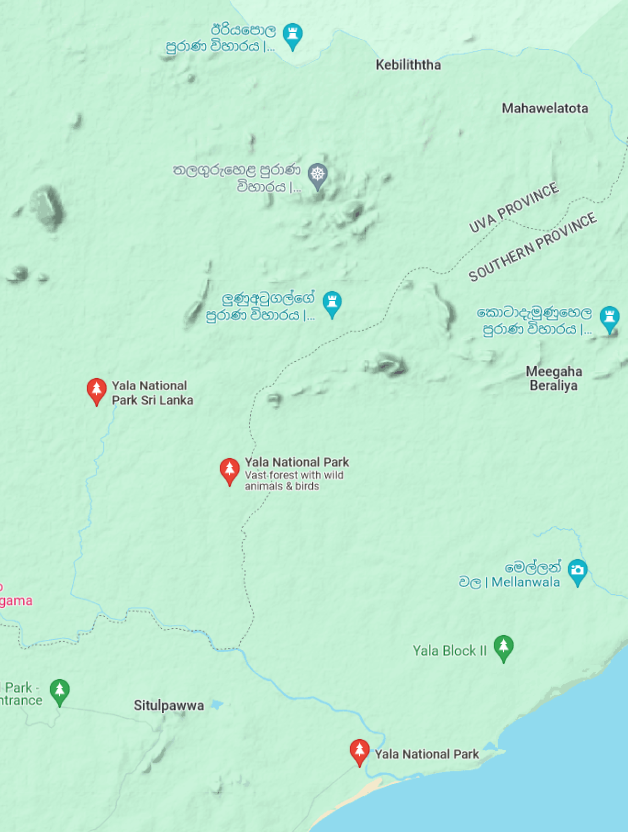 ඊරියපොල
පුරාණ විහාරය |...
Kebiliththa
Mahawelatota
තලගුරුහෙළ පුරාණ
විහාරය |...
UVA PROVINCE
SOUTHERN PROVINCE
ලුණුඅටුගල්ගේ
පුරාණ විහාරය |...
කොටාදැමුණුහෙල
පුරාණ විහාරය |...
Meegaha
Beraliya
Yala National
Park Sri Lanka
Yala National Park
Vast forest with wild
animals & birds
මෙල්ලන්
වල | Mellanwala
o
gama
Yala Block II
l Park -
ntrance
Situlpawwa
Yala National Park